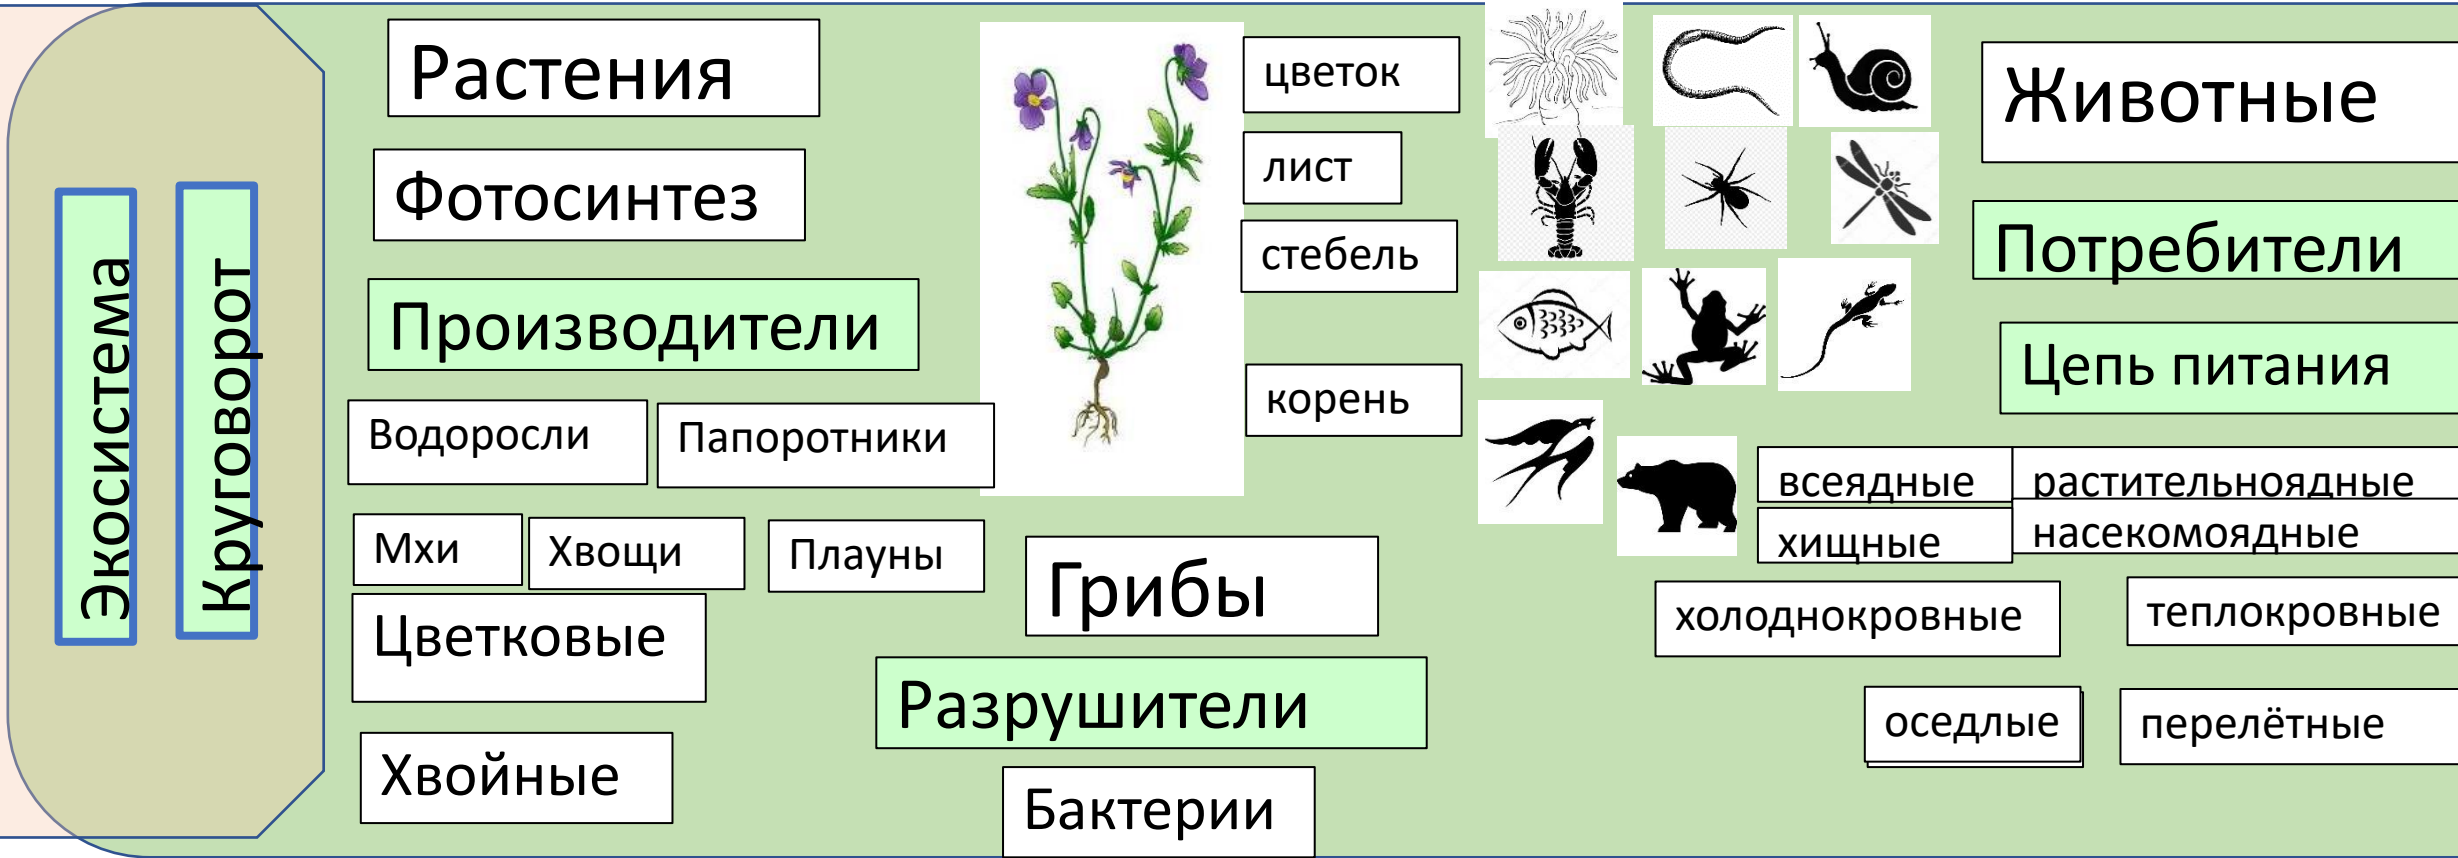 Экосистема
Круговорот
Растения
Фотосинтез
Производители
Водоросли
Папоротники
Мхи
Хвощи
Плауны
Цветковые
Хвойные
цветок
лист
стебель
корень
Грибы
Разрушители
Бактерии
Животные
Потребители
Цепь питания
всеядные
растительноядные
хищные
насекомоядные
холоднокровные
теплокровные
оседлые
перелётные